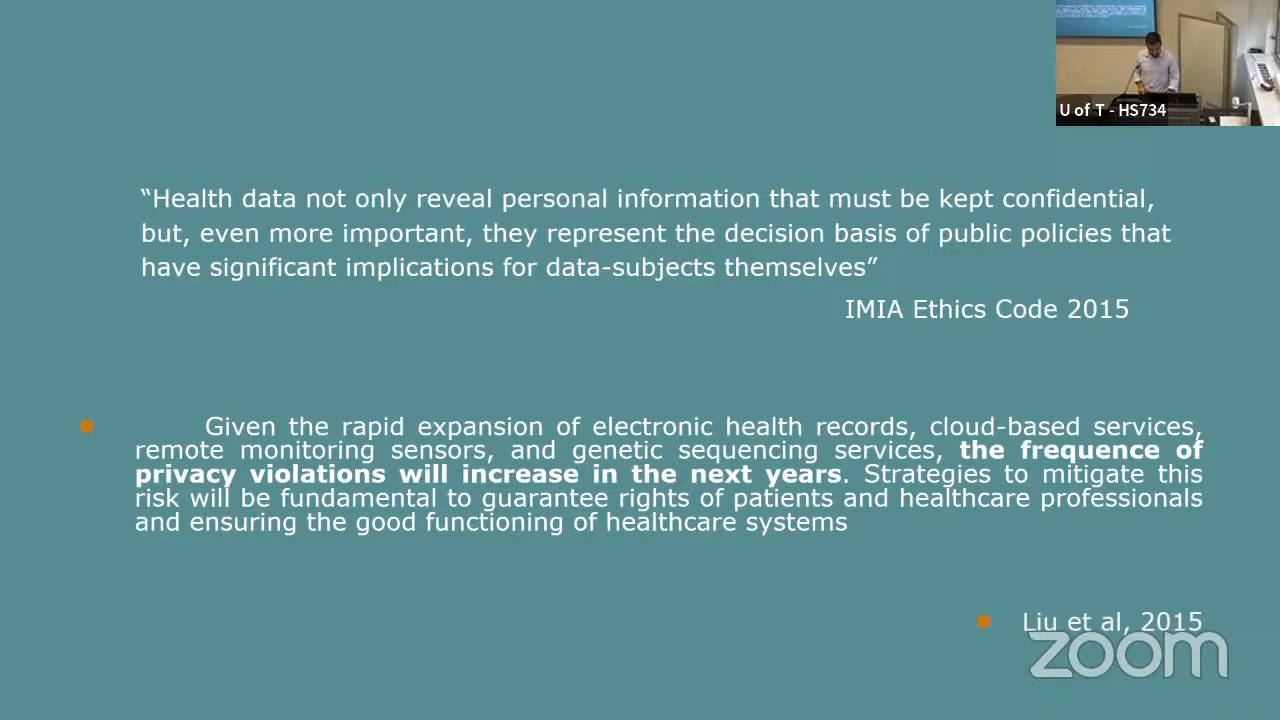 U of T - HS734
“Health data not only reveal personal information that must be kept confidential,
but, even more important, they represent the decision basis of public policies that
have significant implications for data-subjects themselves”
IMIA Ethics Code 2015
Given the rapid expansion of electronic health records, cloud-based services,
remote monitoring sensors, and genetic sequencing services, the frequence of
privacy violations will increase in the next years. Strategies to mitigate this
risk will be fundamental to guarantee rights of patients and healthcare professionals
and ensuring the good functioning of healthcare systems
Liu et al, 2015
zoom